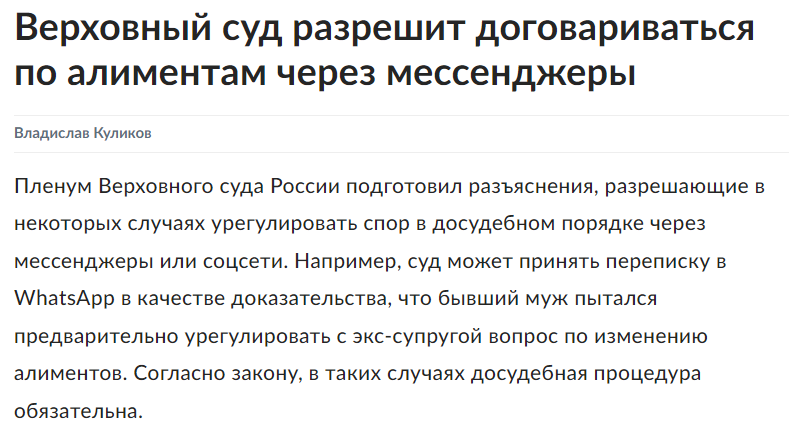 Верховный суд разрешит договариваться
по алиментам через мессенджеры
Владислав Куликов
Пленум Верховного суда России подготовил разъяснения, разрешающие в
некоторых случаях урегулировать спор в досудебном порядке через
мессенджеры или соцсети. Например, суд может принять переписку в
WhatsApp в качестве доказательства, что бывший муж пытался
предварительно урегулировать с экс-супругой вопрос по изменению
алиментов. Согласно закону, в таких случаях досудебная процедура
обязательна.